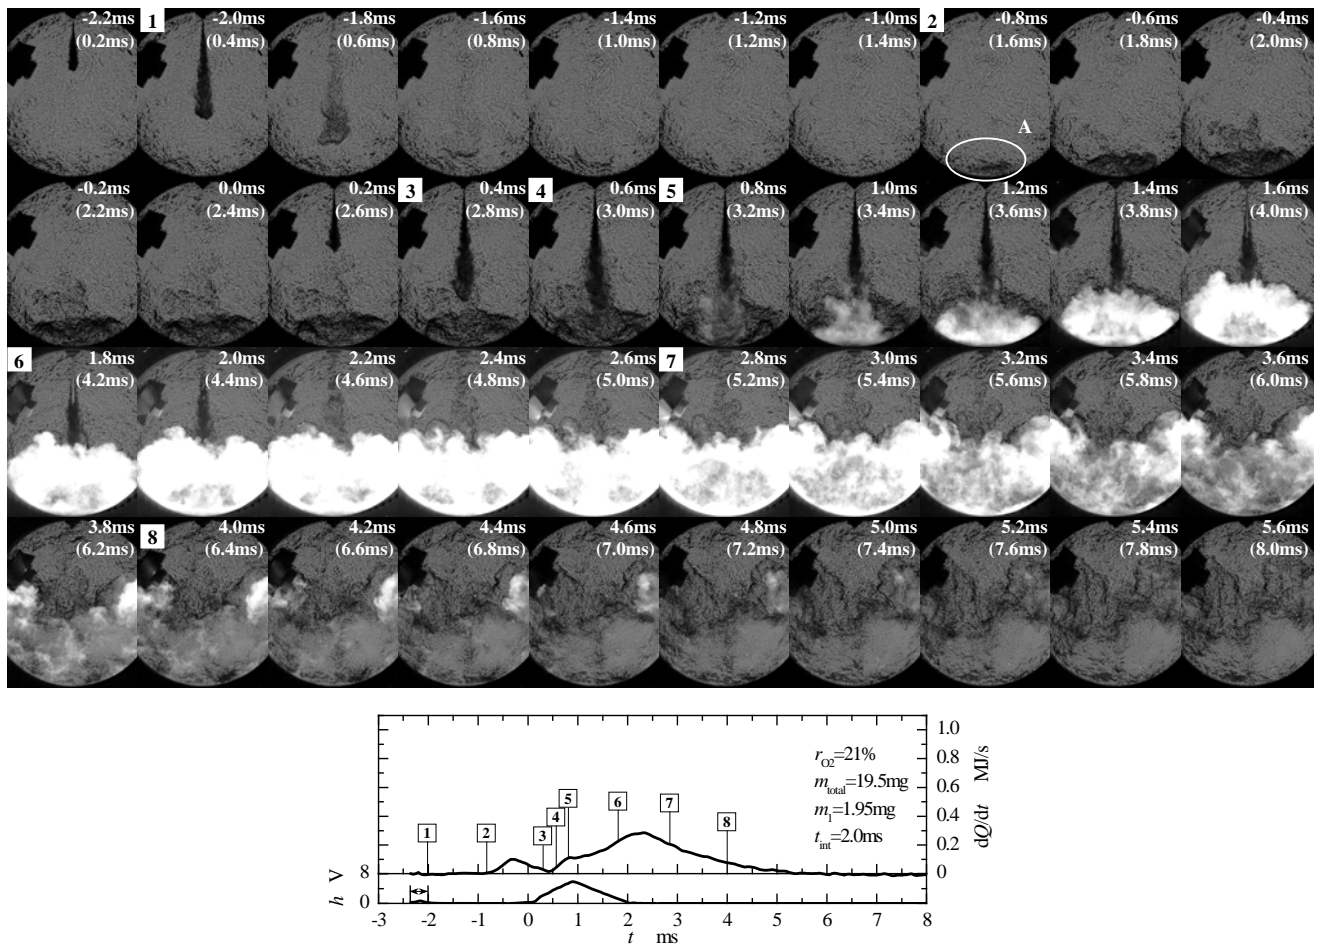 1 2
-2.2ms -2.0ms -1.8ms -1.6ms -1.4ms -1.2ms -1.0ms -0.8ms -0.6ms -0.4ms
(0.2ms) (0.4ms) (0.6ms) (0.8ms) (1.0ms) (1.2ms) (1.4ms) (1.6ms) (1.8ms) (2.0ms)
A
3 4 5
-0.2ms 0.0ms 0.2ms 0.4ms 0.6ms 0.8ms 1.0ms 1.2ms 1.4ms 1.6ms
(2.2ms) (2.4ms) (2.6ms) (2.8ms) (3.0ms) (3.2ms) (3.4ms) (3.6ms) (3.8ms) (4.0ms)
6 7
1.8ms 2.0ms 2.2ms 2.4ms 2.6ms 2.8ms 3.0ms 3.2ms 3.4ms 3.6ms
(4.2ms) (4.4ms) (4.6ms) (4.8ms) (5.0ms) (5.2ms) (5.4ms) (5.6ms) (5.8ms) (6.0ms)
8
3.8ms 4.0ms 4.2ms 4.4ms 4.6ms 4.8ms 5.0ms 5.2ms 5.4ms 5.6ms
(6.2ms) (6.4ms) (6.6ms) (6.8ms) (7.0ms) (7.2ms) (7.4ms) (7.6ms) (7.8ms) (8.0ms)
1.0
0.8
0.6
0.4
0.2
0
dQ/dt MJ/s
rO2=21%
mtotal=19.5mg
m1=1.95mg
tint=2.0ms
1 2 3 4 5 6 7 8
8
0
h V
-3 -2 -1 0 1 2 3 4 5 6 7 8
t ms